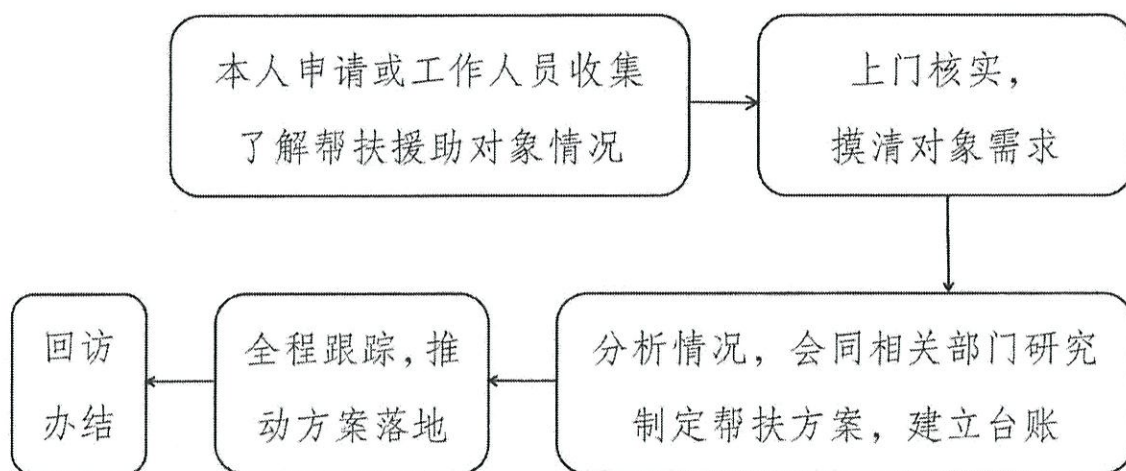 本人申请或工作人员收集
了解帮扶援助对象情况
上门核实，
摸清对象需求
分析情况，会同相关部门研究
制定帮扶方案，建立台账
全程跟踪，推
动方案落地
回访
办结